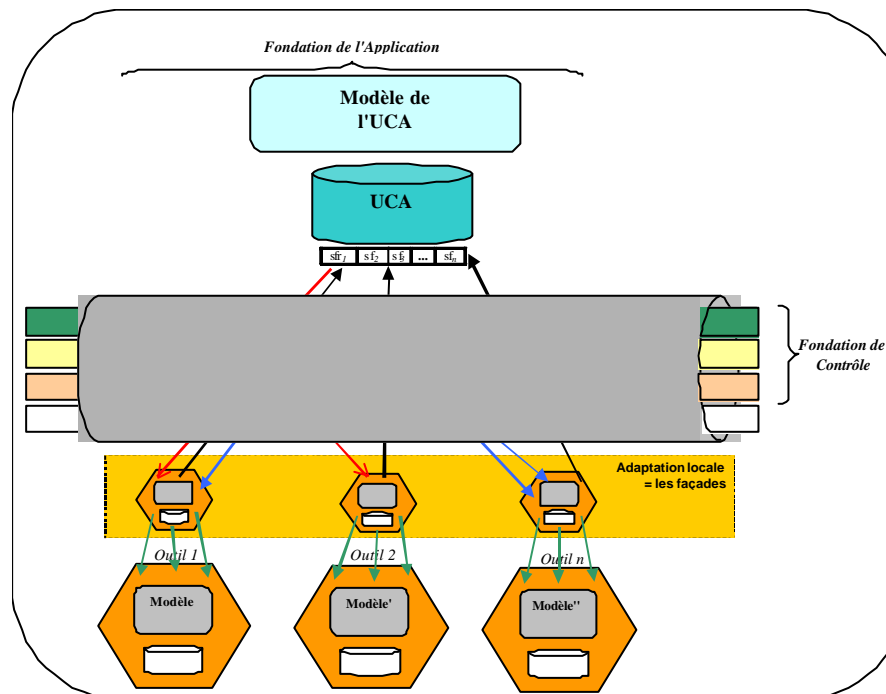 Fondation de l'Application
Modèle de
l'UCA
UCA
sfr1 sf2 sf3 ... sfn
Fondation de
Contrôle
Adaptation locale
= les façades
Outil 1 Outil 2 Outil n
Modèle Modèle' Modèle''